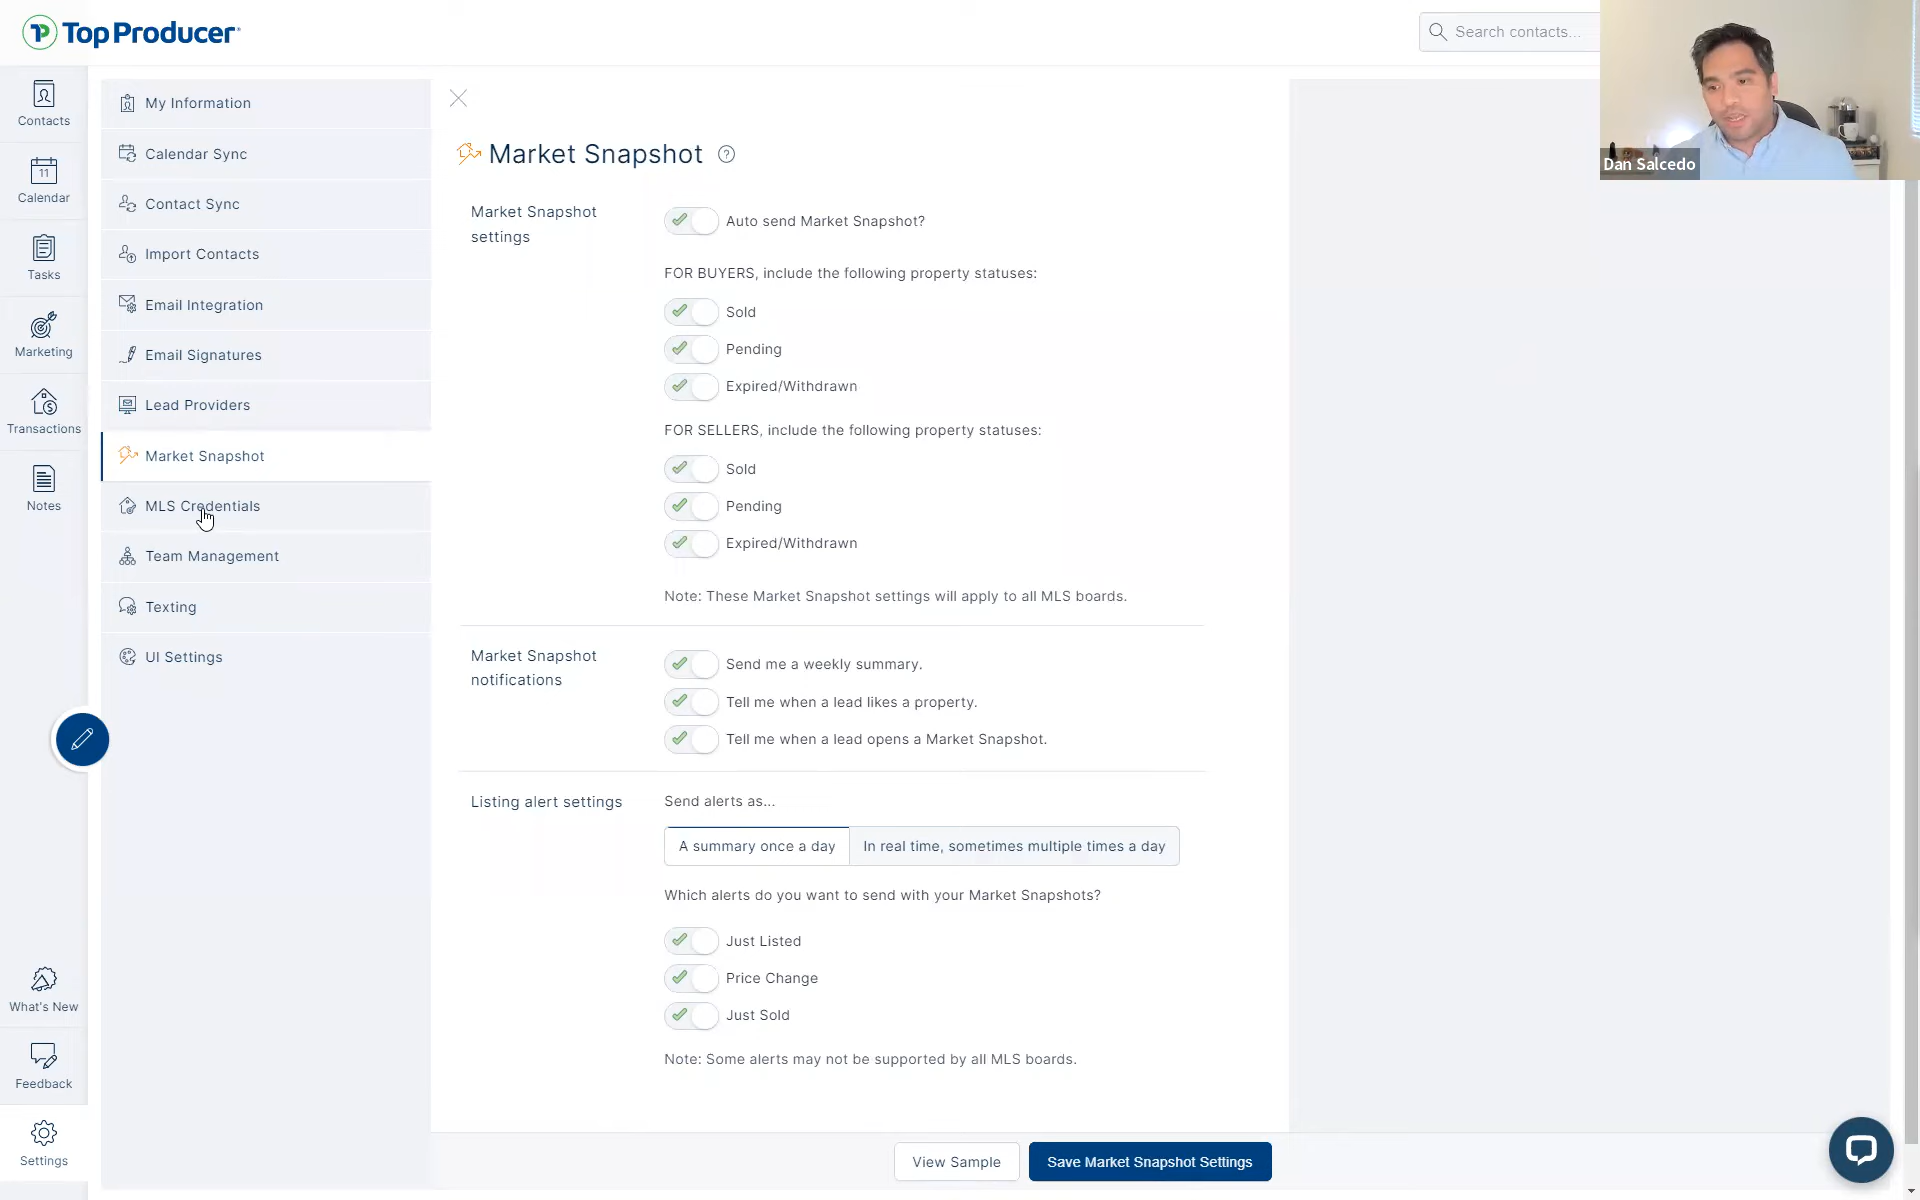 TopProducer
Search contacts...
Dan Salcedo
Contacts
11
Calendar
Tasks
Marketing
Transactions
Notes
What's New
Feedback
Settings
My Information
Calendar Sync
Contact Sync
Import Contacts
Email Integration
Email Signatures
Lead Providers
Market Snapshot
MLS Credentials
Team Management
Texting
UI Settings
Market Snapshot
Market Snapshot
settings
Auto send Market Snapshot?
FOR BUYERS, include the following property statuses:
Sold
Pending
Expired/Withdrawn
FOR SELLERS, include the following property statuses:
Sold
Pending
Expired/Withdrawn
Note: These Market Snapshot settings will apply to all MLS boards.
Market Snapshot
notifications
Send me a weekly summary.
Tell me when a lead likes a property.
Tell me when a lead opens a Market Snapshot.
Listing alert settings
Send alerts as...
A summary once a day
In real time, sometimes multiple times a day
Which alerts do you want to send with your Market Snapshots?
Just Listed
Price Change
Just Sold
Note: Some alerts may not be supported by all MLS boards.
View Sample
Save Market Snapshot Settings